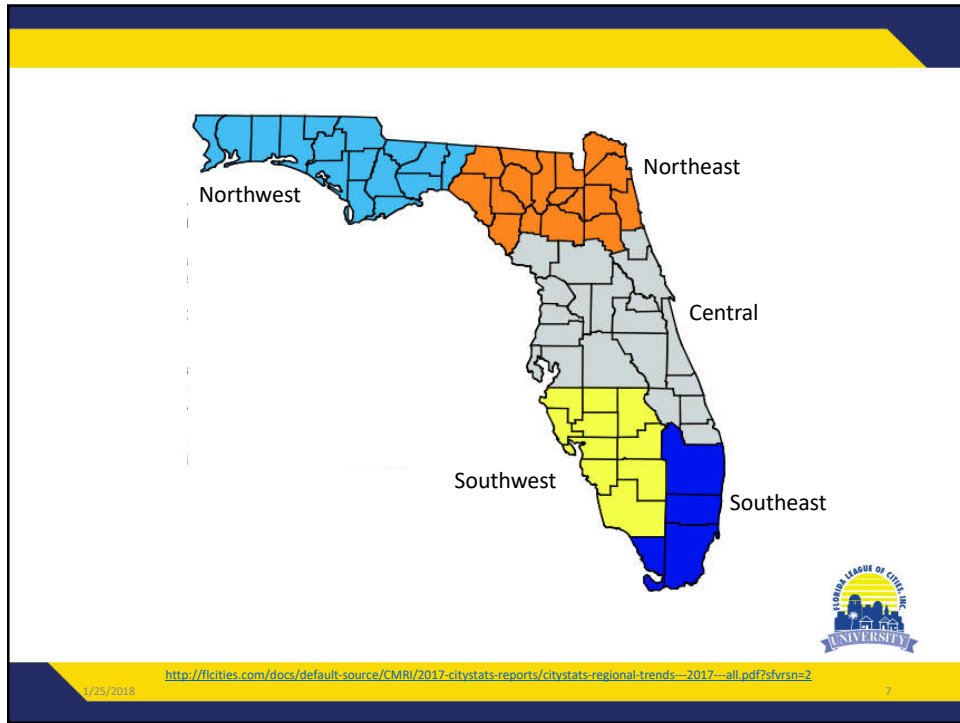 Northeast
Northwest
Central
Southwest
Southeast
FLORIDA LEAGUE OF CITIES, INC.
UNIVERSITY
http://flcities.com/docs/default-source/CMRI/2017-citystats-reports/citystats-regional-trends---2017---all.pdf?sfvrsn=2
1/25/2018
7